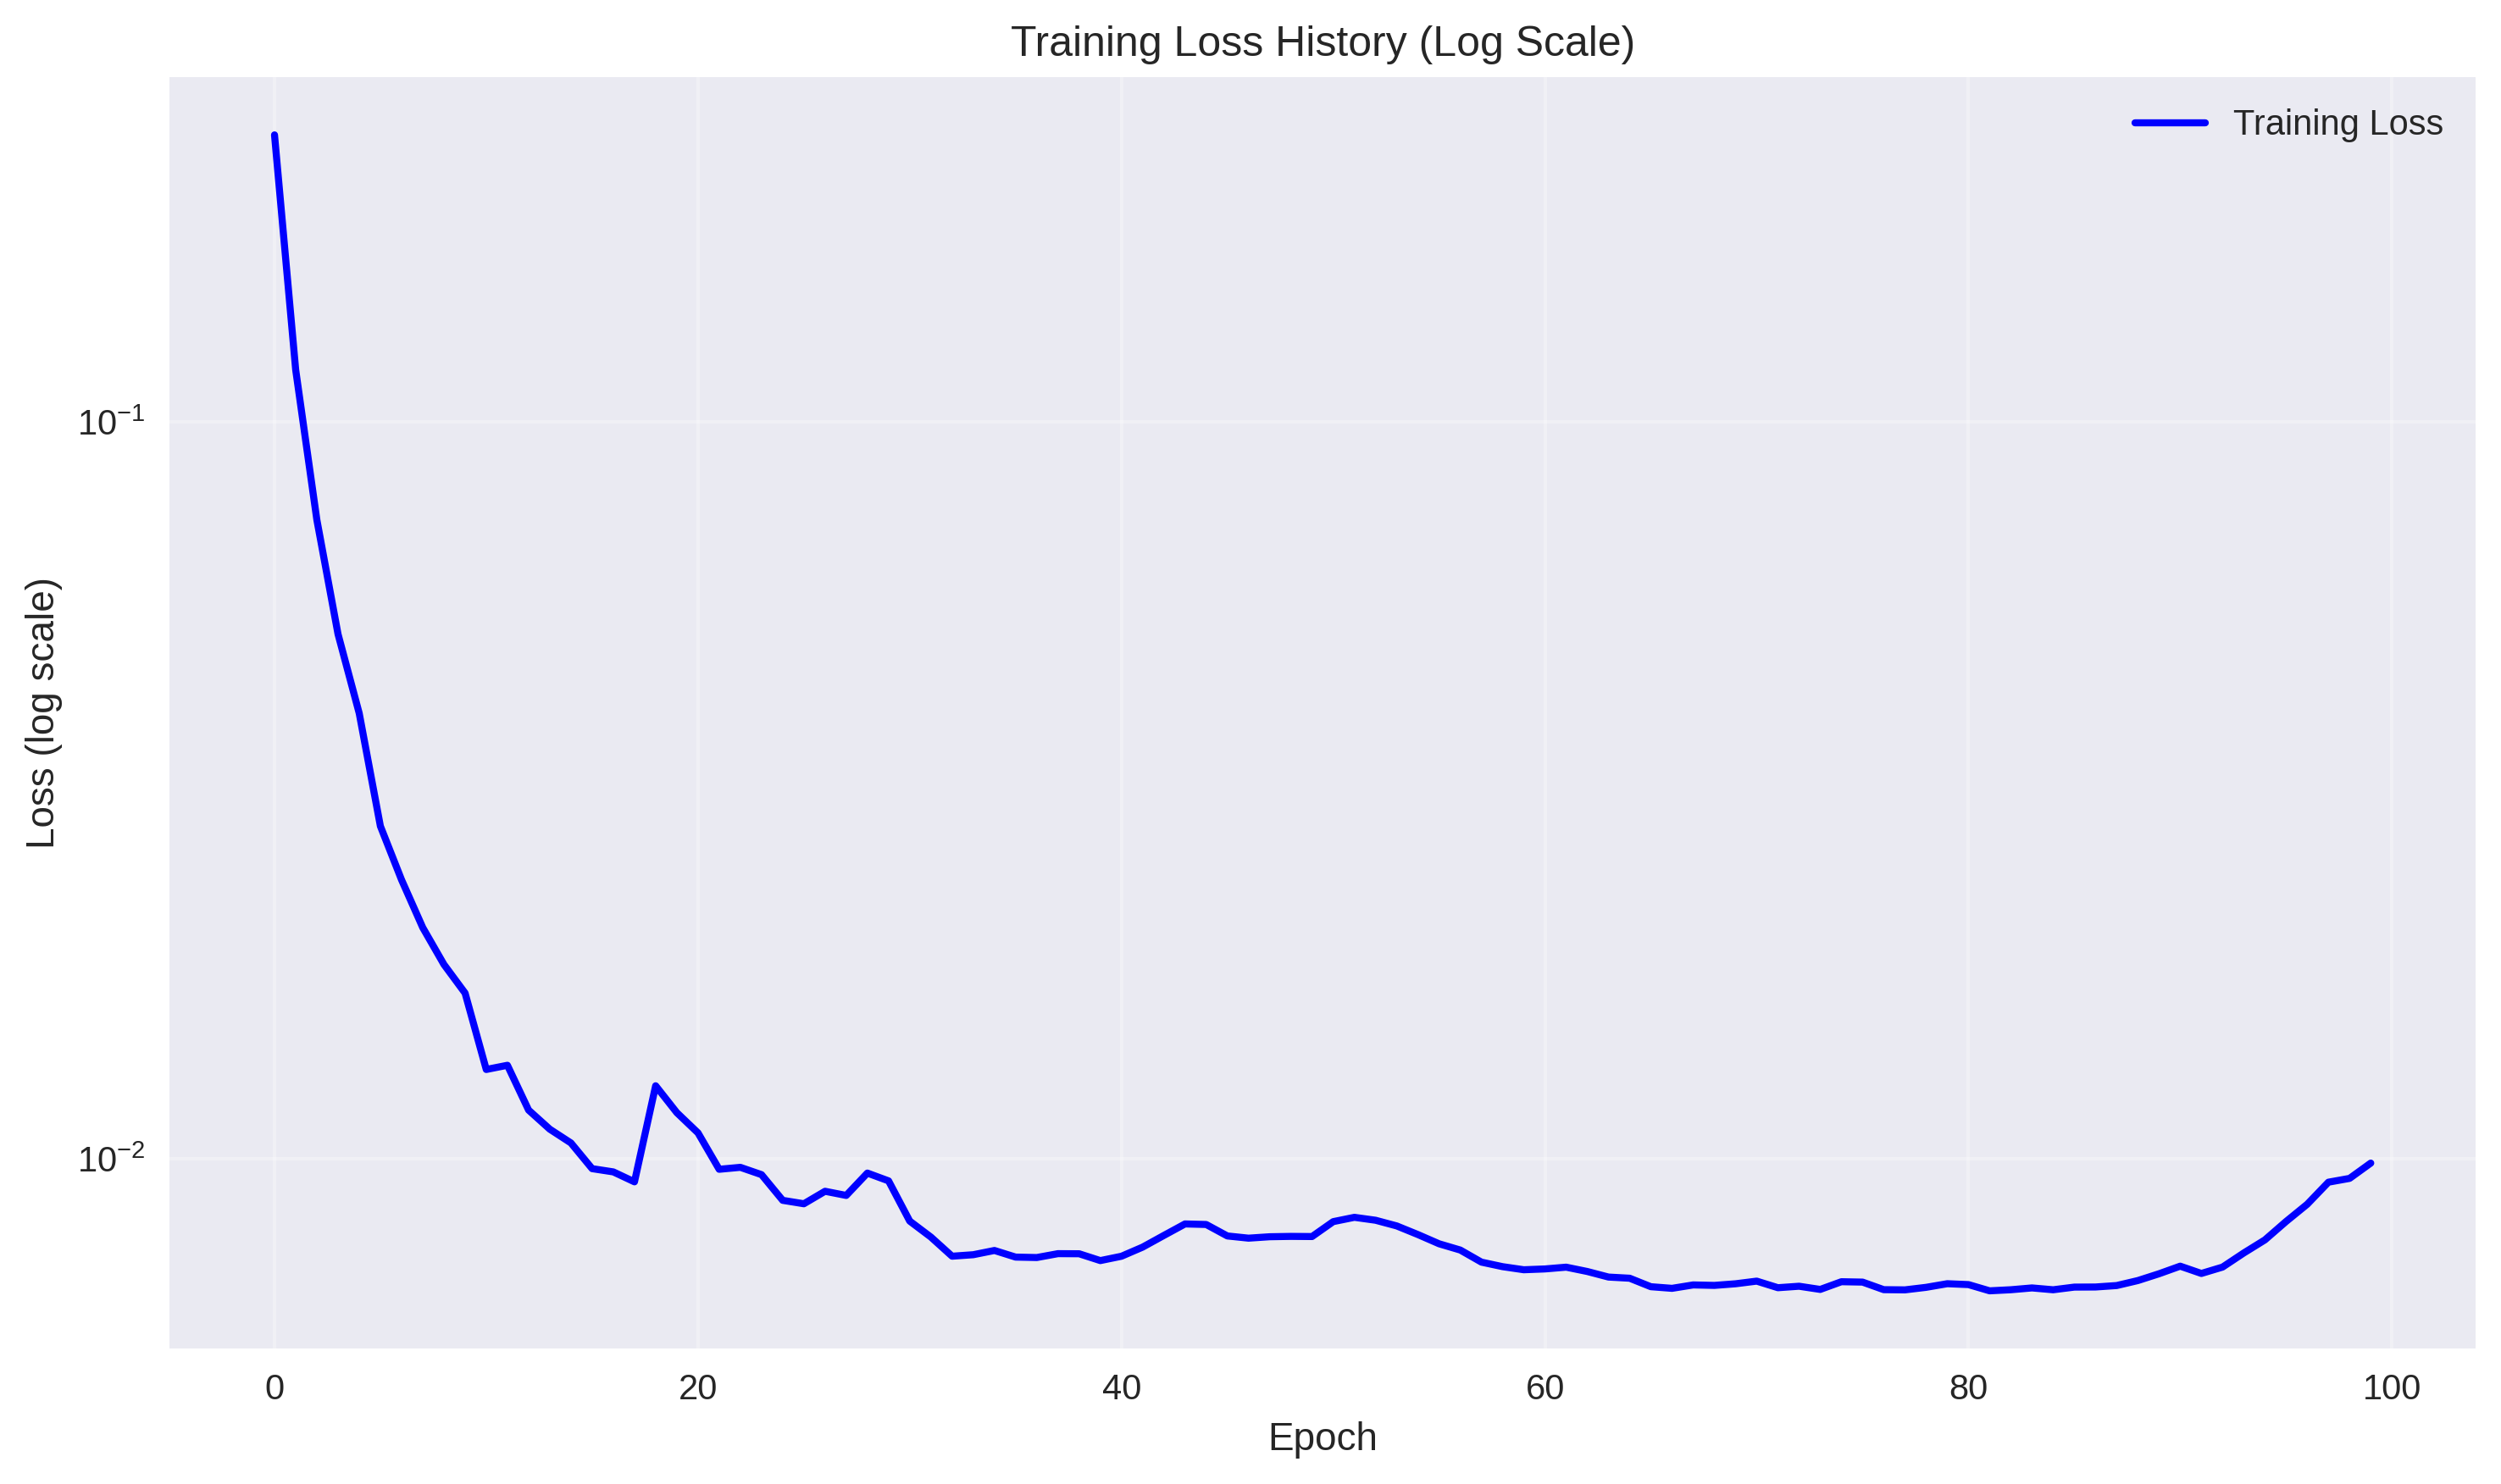 Training Loss History (Log Scale)
Training Loss
10⁻¹
10⁻²
Loss (log scale)
0 20 40 60 80 100
Epoch